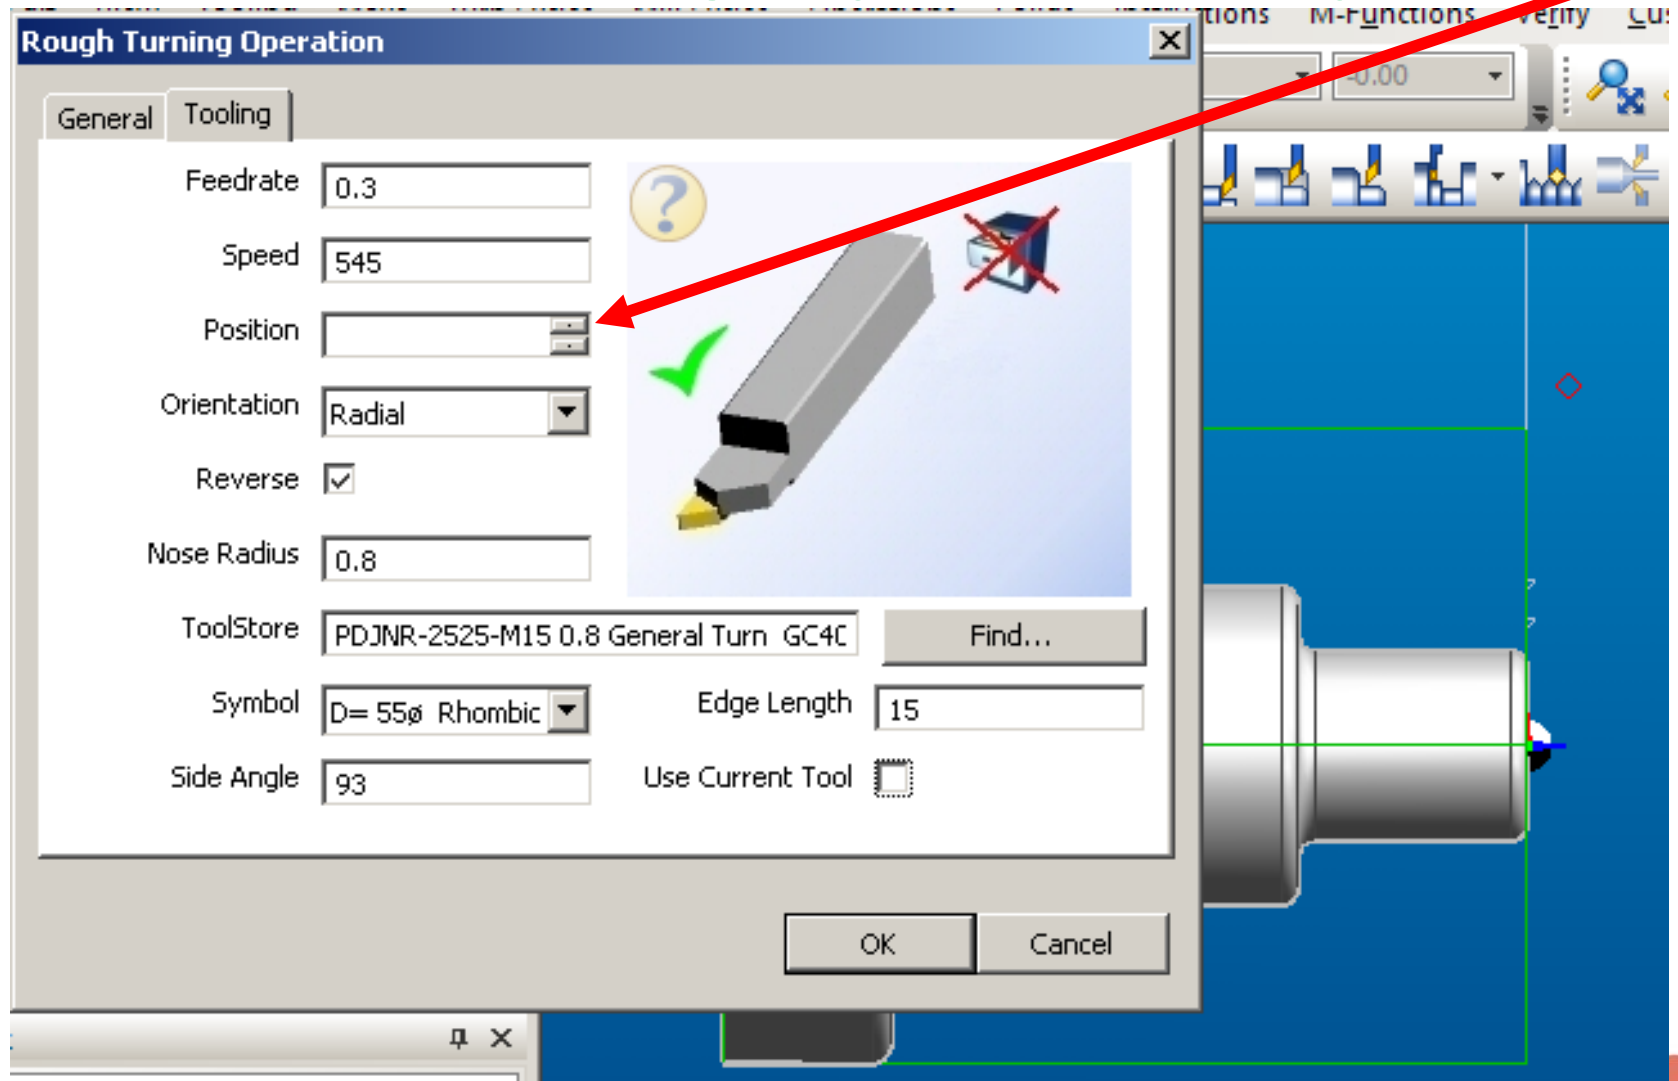 M-Functions Verify
Rough Turning Operation
-0.00
General Tooling
Feedrate 0.3
Speed 545
Position
Orientation Radial
Reverse
Nose Radius 0.8
ToolStore PDJNR-2525-M15 0.8 General Turn GC4C Find...
Symbol D= 55ø Rhombic Edge Length 15
Side Angle 93 Use Current Tool
OK Cancel